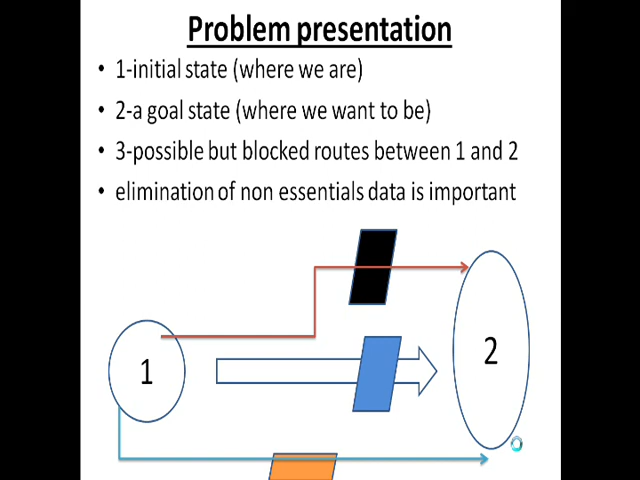 Problem presentation
• 1-initial state (where we are)
• 2-a goal state (where we want to be)
• 3-possible but blocked routes between 1 and 2
• elimination of non essentials data is important
1
2